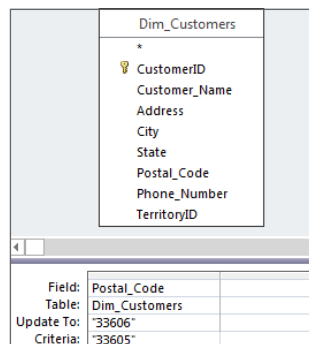 Dim_Customers
*
CustomerID
Customer_Name
Address
City
State
Postal_Code
Phone_Number
TerritoryID
Field: Postal_Code
Table: Dim_Customers
Update To: "33606"
Criteria: "33605"